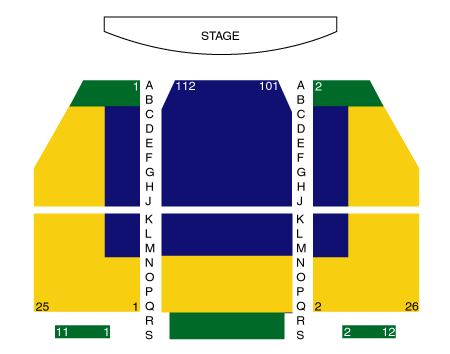 STAGE
1 A 112 101 A 2
B B
C C
D D
E E
F F
G G
H H
J J
K K
L L
M M
N N
O O
P P
25 1 Q Q 2 26
R R
11 1 S S 2 12